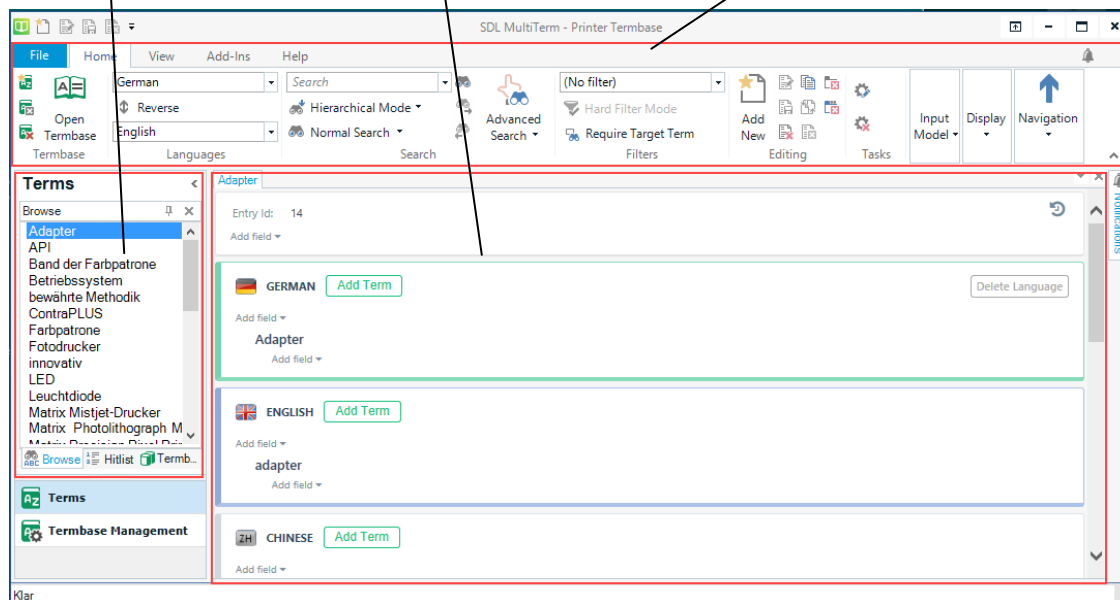 SDL MultiTerm - Printer Termbase
File Home View Add-Ins Help
Open Termbase
Termbase
German
Reverse
English
Languages
Search
Hierarchical Mode
Normal Search
Advanced Search
Search
(No filter)
Hard Filter Mode
Require Target Term
Filters
Add New
Editing
Tasks
Input Model
Display
Navigation
Terms
Browse
Adapter
API
Band der Farbpatrone
Betriebssystem
bewährte Methodik
ContraPLUS
Farbpatrone
Fotodrucker
innovativ
LED
Leuchtdiode
Matrix Mistjet-Drucker
Matrix Photolithograph M
Browse Hitlist Termb...
Terms
Termbase Management
Adapter
Entry Id: 14
Add field
GERMAN Add Term Delete Language
Add field
Adapter
Add field
ENGLISH Add Term
Add field
adapter
Add field
ZH CHINESE Add Term
Add field
Notifications
Klar